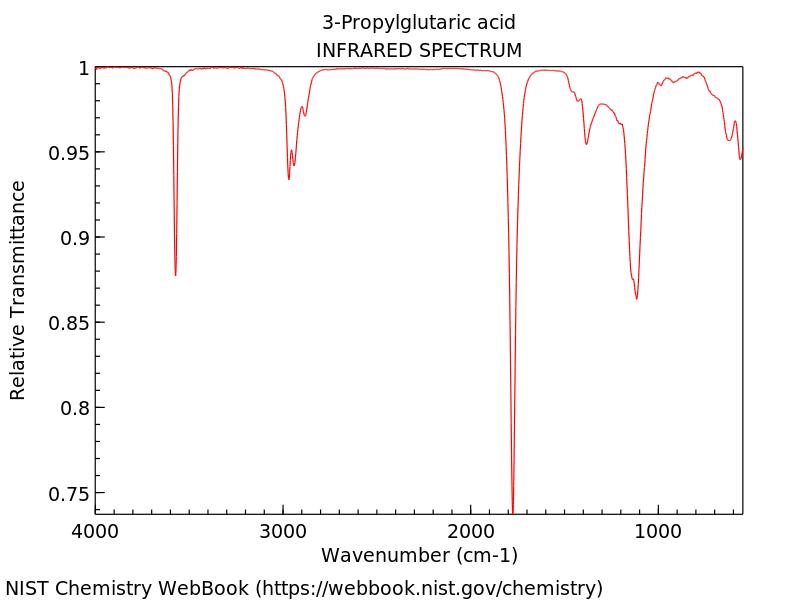 3-Propylglutaric acid
INFRARED SPECTRUM
1
0.95
0.9
0.85
0.8
0.75
Relative Transmittance
4000 3000 2000 1000
Wavenumber (cm-1)
NIST Chemistry WebBook (https://webbook.nist.gov/chemistry)